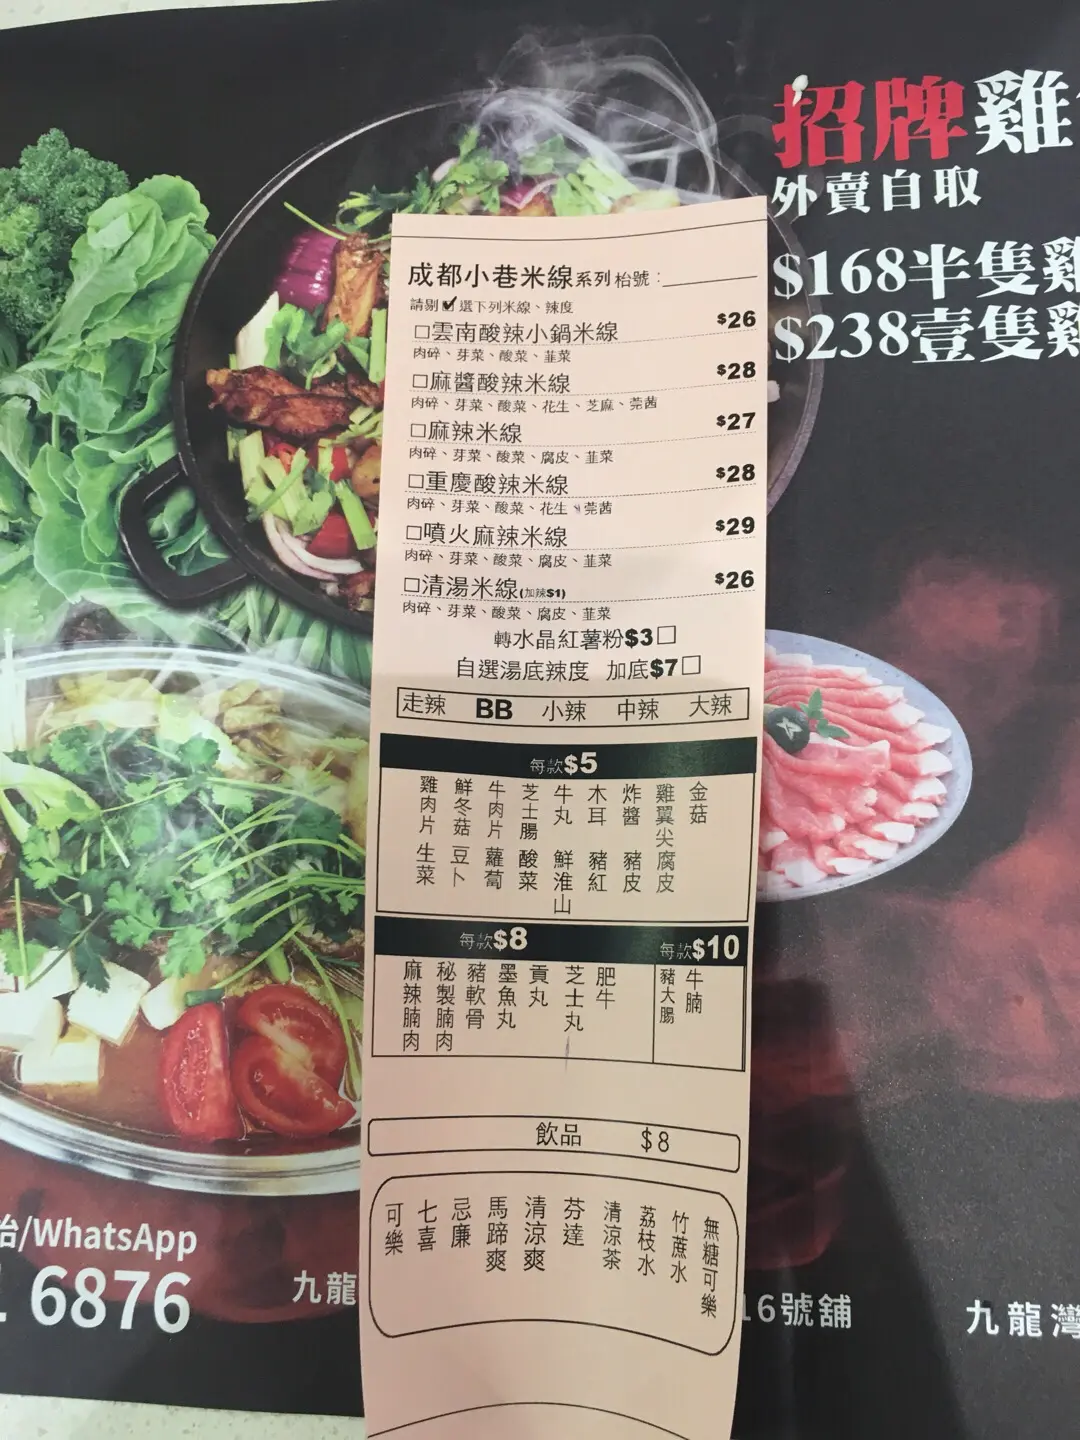 招牌雞
外賣自取
$168半隻雞
$238壹隻雞
成都小巷米線系列 枱號：
請剔☑選下列米線、辣度
□雲南酸辣小鍋米線 $26
肉碎、芽菜、酸菜、韮菜
□麻醬酸辣米線 $28
肉碎、芽菜、酸菜、花生、芝麻、莞茜
□麻辣米線 $27
肉碎、芽菜、酸菜、腐皮、韮菜
□重慶酸辣米線 $28
肉碎、芽菜、酸菜、花生、莞茜
□噴火麻辣米線 $29
肉碎、芽菜、酸菜、腐皮、韮菜
□清湯米線(加辣$1) $26
肉碎、芽菜、酸菜、腐皮、韮菜
轉水晶紅薯粉$3□
自選湯底辣度 加底$7□
走辣 BB 小辣 中辣 大辣
每款$5
雞肉片 鮮冬菇 牛肉片 芝士腸 牛丸 木耳 炸醬 雞翼尖 金菇
生菜 豆卜 蘿蔔 酸菜 鮮淮山 豬紅 豬皮 腐皮
每款$8
麻辣腩肉 秘製腩肉 豬軟骨 墨魚丸 貢丸 芝士丸 肥牛
每款$10
豬大腸 牛腩
飲品 $8
可樂 七喜 忌廉 馬蹄爽 清涼爽 芬達 清涼茶 荔枝水 竹蔗水 無糖可樂
/WhatsApp
6876
九龍
16號舖
九龍灣